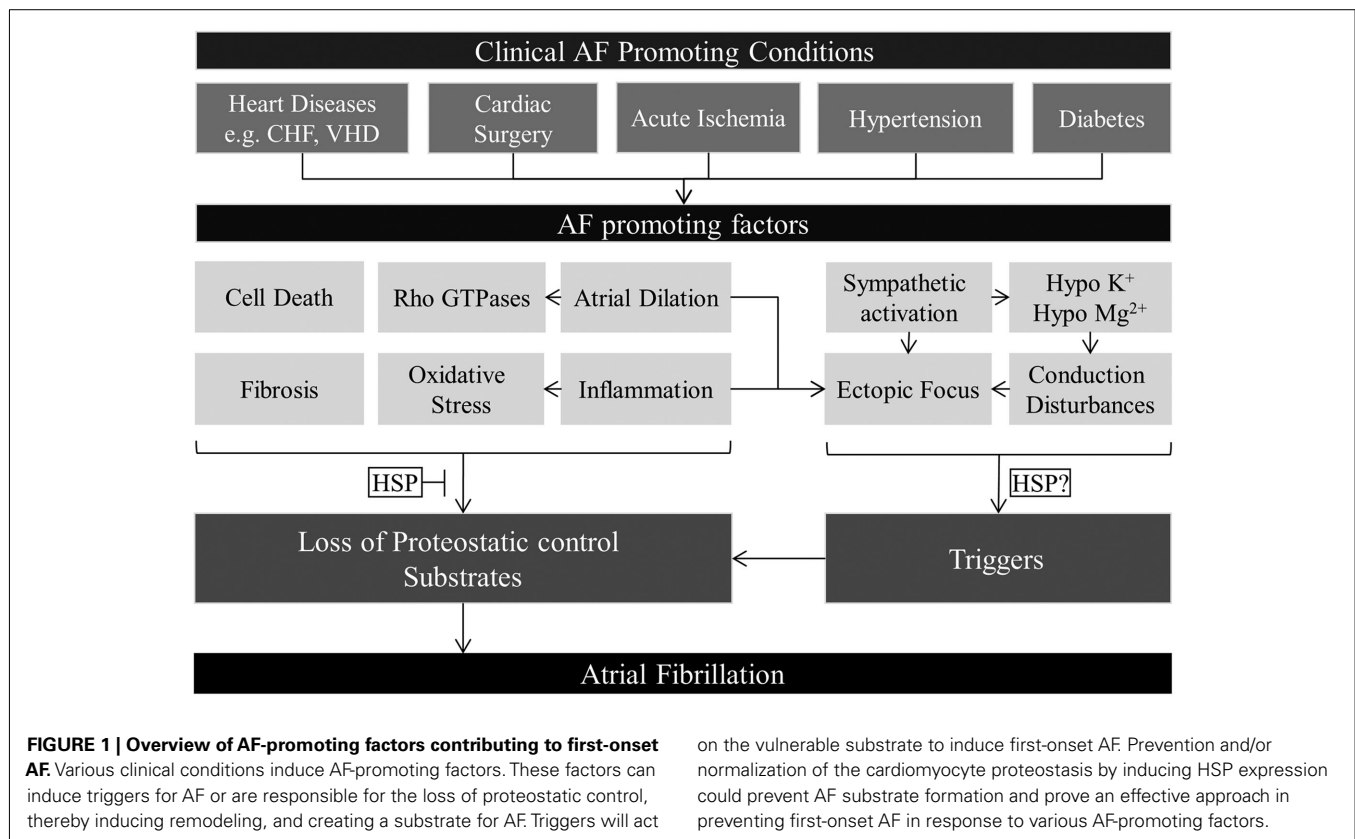 Clinical AF Promoting Conditions
Heart Diseases
e.g. CHF, VHD
Cardiac
Surgery
Acute Ischemia
Hypertension
Diabetes
AF promoting factors
Cell Death
Rho GTPases
Atrial Dilation
Sympathetic
activation
Hypo K⁺
Hypo Mg²⁺
Fibrosis
Oxidative
Stress
Inflammation
Ectopic Focus
Conduction
Disturbances
HSP
HSP?
Loss of Proteostatic control
Substrates
Triggers
Atrial Fibrillation
FIGURE 1 | Overview of AF-promoting factors contributing to first-onset
AF. Various clinical conditions induce AF-promoting factors. These factors can
induce triggers for AF or are responsible for the loss of proteostatic control,
thereby inducing remodeling, and creating a substrate for AF. Triggers will act
on the vulnerable substrate to induce first-onset AF. Prevention and/or
normalization of the cardiomyocyte proteostasis by inducing HSP expression
could prevent AF substrate formation and prove an effective approach in
preventing first-onset AF in response to various AF-promoting factors.